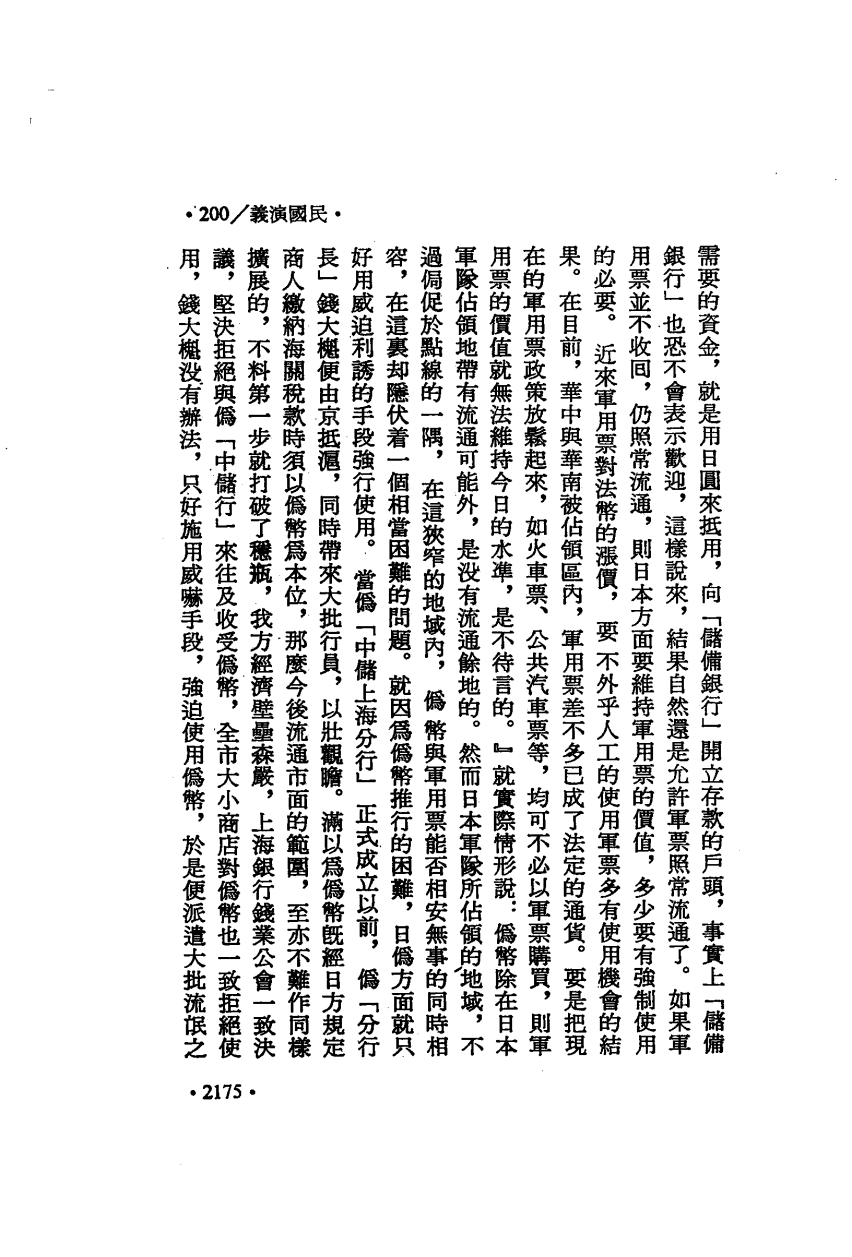 •200／義演國民•
需要的資金，就是用日圓來抵用，向「儲備銀行」開立存款的戶頭，事實上「儲備
銀行」也恐不會表示歡迎，這樣說來，結果自然還是允許軍票照常流通了。如果軍
用票並不收囘，仍照常流通，則日本方面要維持軍用票的價值，多少要有強制使用
的必要。近來軍用票對法幣的漲價，要不外乎人工的使用軍票多有使用機會的結
果。在目前，華中與華南被佔領區內，軍用票差不多已成了法定的通貨。要是把現
在的軍用票政策放鬆起來，如火車票、公共汽車票等，均可不必以軍票購買，則軍
用票的價值就無法維持今日的水準，是不待言的。』就實際情形說：僞幣除在日本
軍隊佔領地帶有流通可能外，是没有流通餘地的。然而日本軍隊所佔領的地域，不
過侷促於點線的一隅，在這狹窄的地域內，僞幣與軍用票能否相安無事的同時相
容，在這裏却隱伏着一個相當困難的問題。就因爲僞幣推行的困難，日僞方面就只
好用威迫利誘的手段強行使用。當僞「中儲上海分行」正式成立以前，僞「分行
長」錢大櫆便由京抵滬，同時帶來大批行員，以壯觀瞻。滿以爲僞幣旣經日方規定
商人繳納海關稅款時須以僞幣爲本位，那麼今後流通市面的範圍，至亦不難作同樣
擴展的，不料第一步就打破了穩瓶，我方經濟壁壘森嚴，上海銀行錢業公會一致決
議，堅決拒絕與僞「中儲行」來往及收受僞幣，全市大小商店對僞幣也一致拒絕使
用，錢大櫆没有辦法，只好施用威嚇手段，強迫使用僞幣，於是便派遣大批流氓之
•2175•